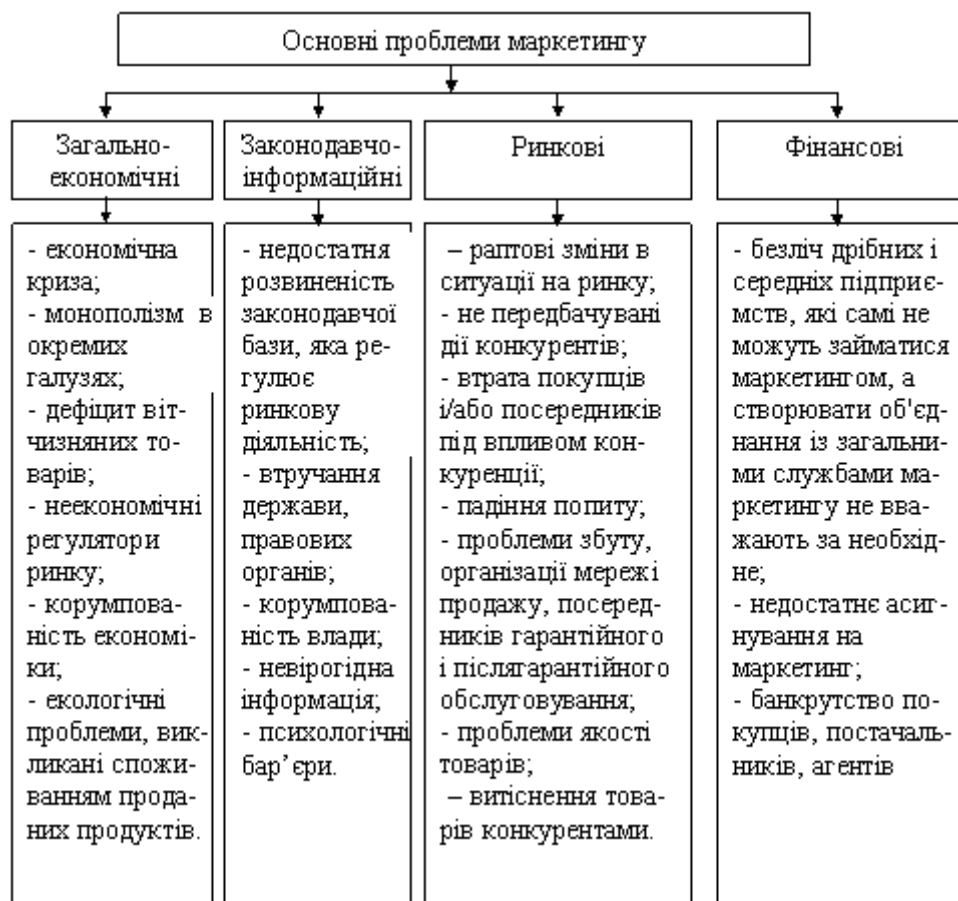 Основні проблеми маркетингу
Загально-
економічні
Законодавчо-
інформаційні
Ринкові
Фінансові
- економічна
криза;
- монополізм в
окремих
галузях;
- дефіцит віт-
чизняних то-
варів;
- неекономічні
регулятори
ринку;
- корумпова-
ність економі-
ки;
- екологічні
проблеми, вик-
ликані спожи-
ванням прода-
них продуктів.
- недостатня
розвиненість
законодавчої
бази, яка ре-
гулює
ринкову
діяльність;
- втручання
держави,
правових
органів;
- корумпова-
ність влади;
- невірогідна
інформація;
- психологічні
бар’єри.
– раптові зміни в
ситуації на ринку;
- не передбачувані
дії конкурентів;
- втрата покупців
і/або посередників
під впливом кон-
куренції;
- падіння попиту;
- проблеми збуту,
організації мережі
продажу, посеред-
ників гарантійного
і післягарантійного
обслуговування;
- проблеми якості
товарів;
– витіснення това-
рів конкурентами.
- безліч дрібних і
середніх підприє-
мств, які самі не
можуть займатися
маркетингом, а
створювати об'єд-
нання із загальни-
ми службами ма-
ркетингу не вва-
жають за необхід-
не;
- недостатнє асиг-
нування на
маркетинг;
- банкрутство по-
купців, постачаль-
ників, агентів